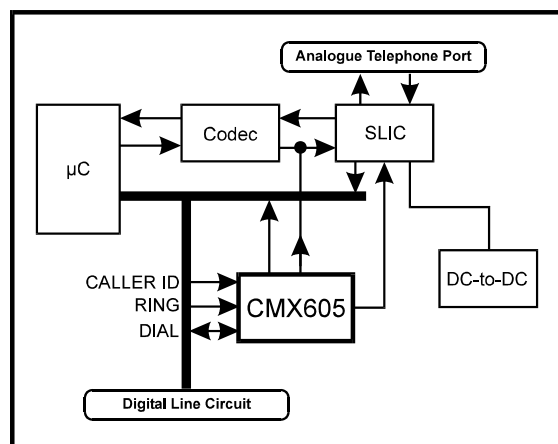 Analogue Telephone Port
µC
Codec
SLIC
DC-to-DC
CALLER ID
RING
DIAL
CMX605
Digital Line Circuit